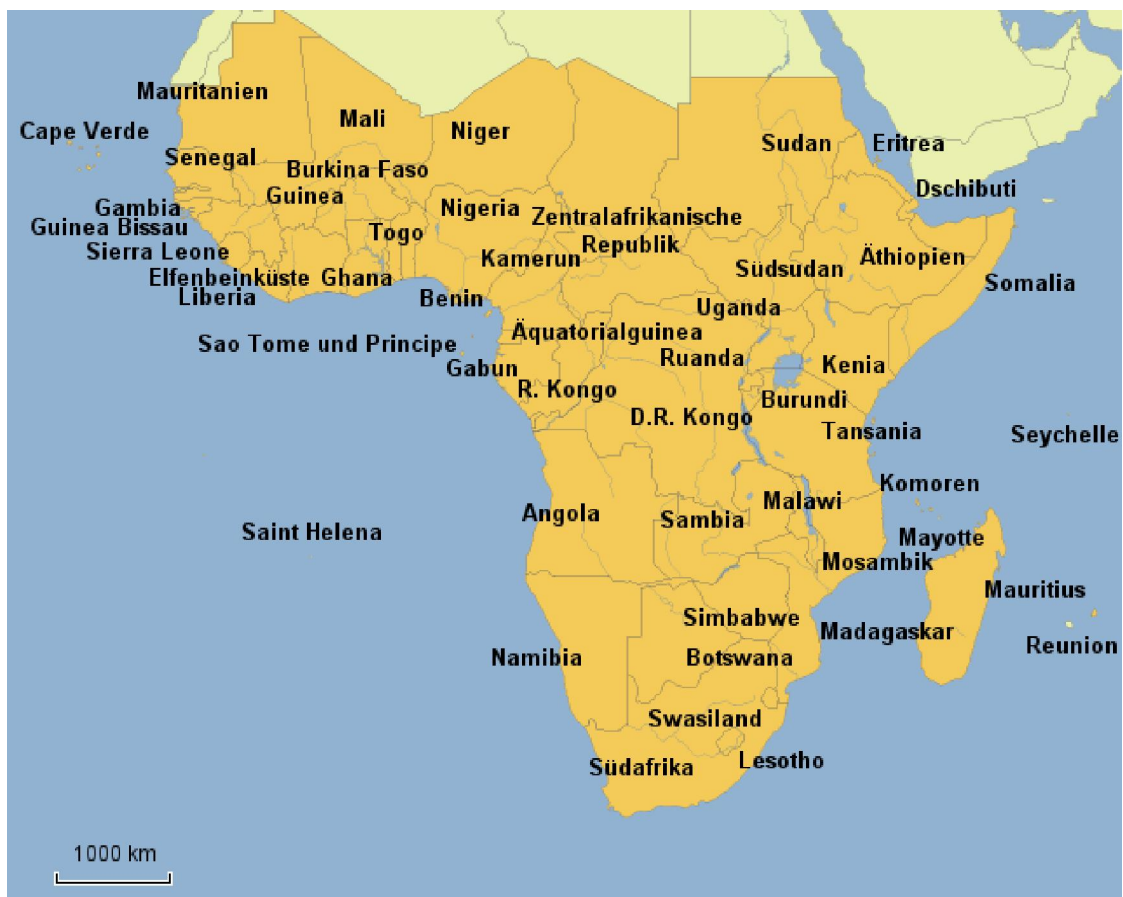 Mauritanien
Mali
Niger
Cape Verde
Sudan
Eritrea
Senegal
Burkina Faso
Dschibuti
Guinea
Gambia
Nigeria
Zentralafrikanische
Republik
Guinea Bissau
Togo
Sierra Leone
Kamerun
Äthiopien
Südsudan
Elfenbeinküste
Ghana
Somalia
Liberia
Benin
Uganda
Äquatorialguinea
Sao Tome und Principe
Ruanda
Gabun
Kenia
R. Kongo
Burundi
D.R. Kongo
Tansania
Seychelle
Komoren
Malawi
Angola
Sambia
Saint Helena
Mayotte
Mosambik
Mauritius
Simbabwe
Madagaskar
Reunion
Namibia
Botswana
Swasiland
Lesotho
Südafrika
1000 km